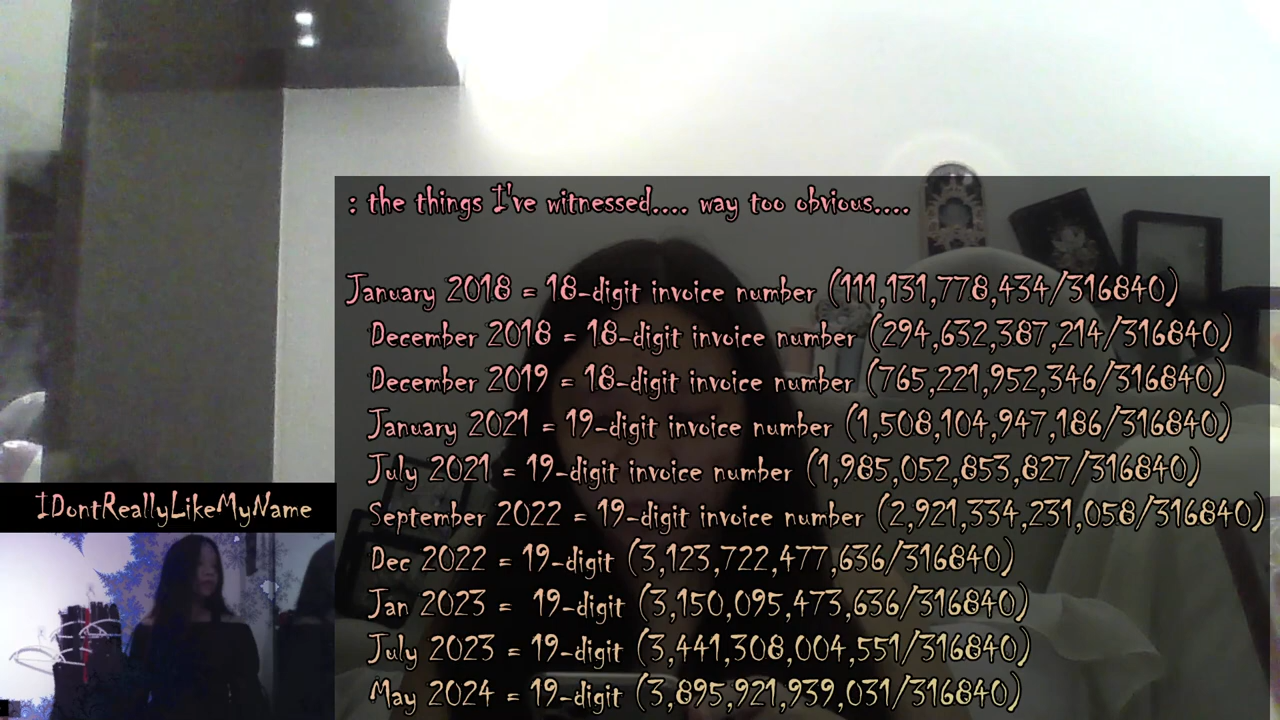 : the things I've witnessed.... way too obvious....
January 2018 = 18-digit invoice number (111,131,778,434/316840)
December 2018 = 18-digit invoice number (294,632,387,214/316840)
December 2019 = 18-digit invoice number (765,221,952,346/316840)
January 2021 = 19-digit invoice number (1,508,104,947,186/316840)
July 2021 = 19-digit invoice number (1,985,052,853,827/316840)
September 2022 = 19-digit invoice number (2,921,334,231,058/316840)
Dec 2022 = 19-digit (3,123,722,477,636/316840)
Jan 2023 = 19-digit (3,150,095,473,636/316840)
July 2023 = 19-digit (3,441,308,004,551/316840)
May 2024 = 19-digit (3,895,921,939,031/316840)
IDontReallyLikeMyName